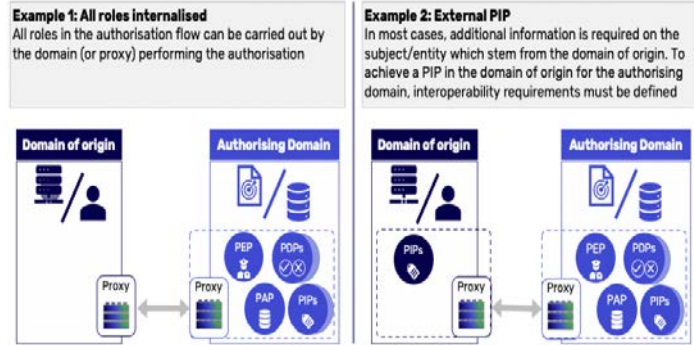 Example 1: All roles internalised
All roles in the authorisation flow can be carried out by
the domain (or proxy) performing the authorisation
Domain of origin
Authorising Domain
PEP
PDPs
Proxy
Proxy
PAP
PIPs
Example 2: External PIP
In most cases, additional information is required on the
subject/entity which stem from the domain of origin. To
achieve a PIP in the domain of origin for the authorising
domain, interoperability requirements must be defined
Domain of origin
Authorising Domain
PIPs
PEP
PDPs
Proxy
Proxy
PAP
PIPs